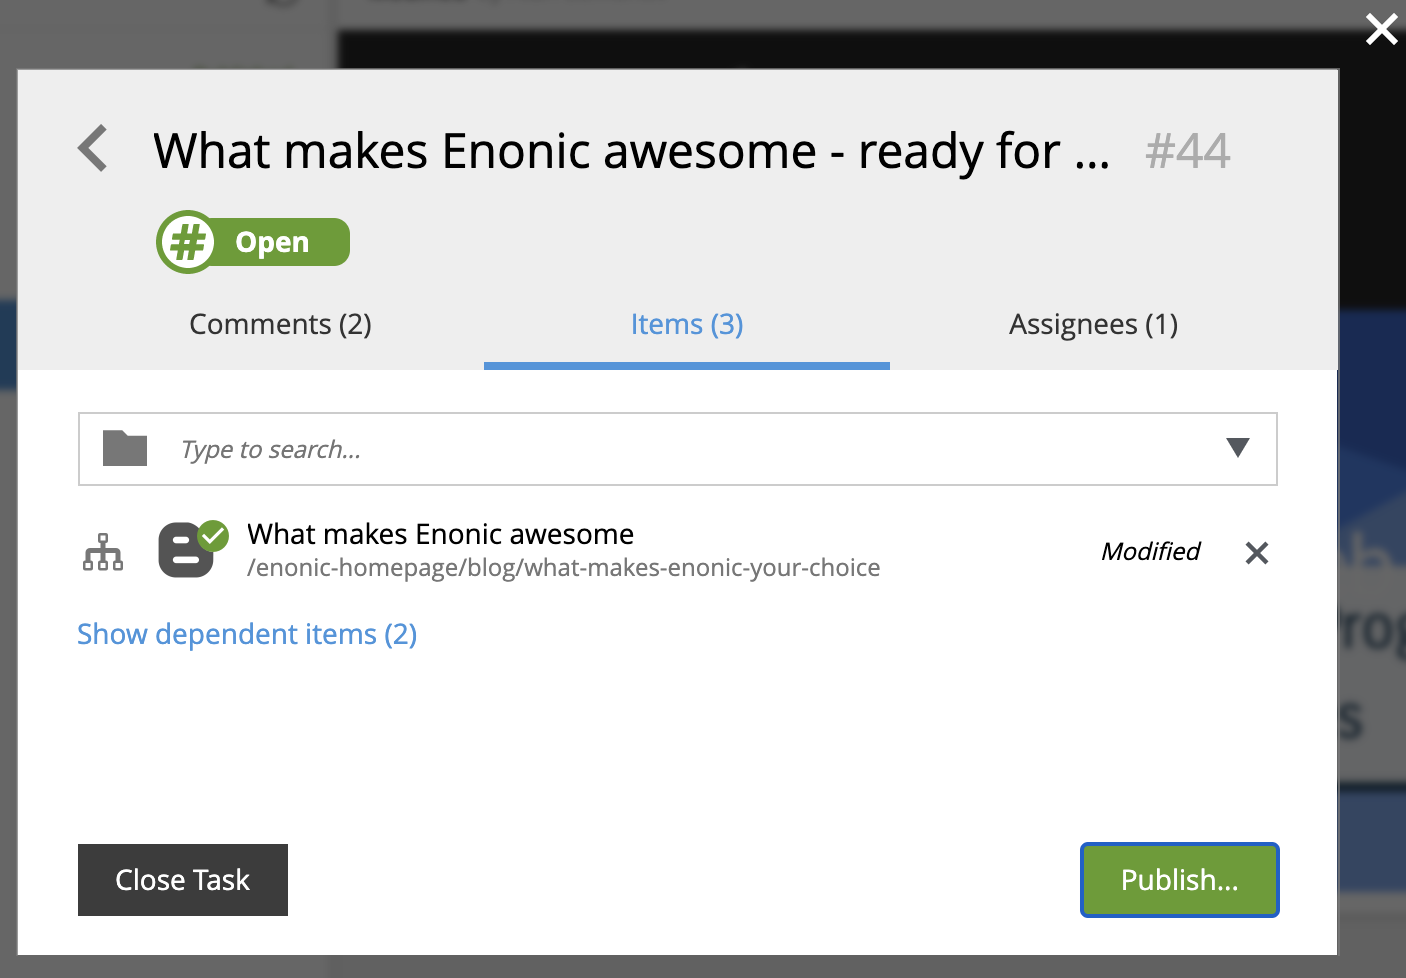 What makes Enonic awesome - ready for ... #44
# Open
Comments (2) Items (3) Assignees (1)
Type to search...
What makes Enonic awesome
/enonic-homepage/blog/what-makes-enonic-your-choice
Modified
Show dependent items (2)
Close Task Publish...